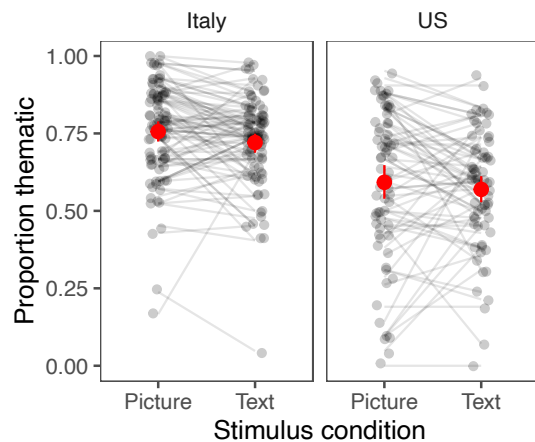 Italy
US
1.00
0.75
0.50
0.25
0.00
Proportion thematic
Picture
Text
Picture
Text
Stimulus condition